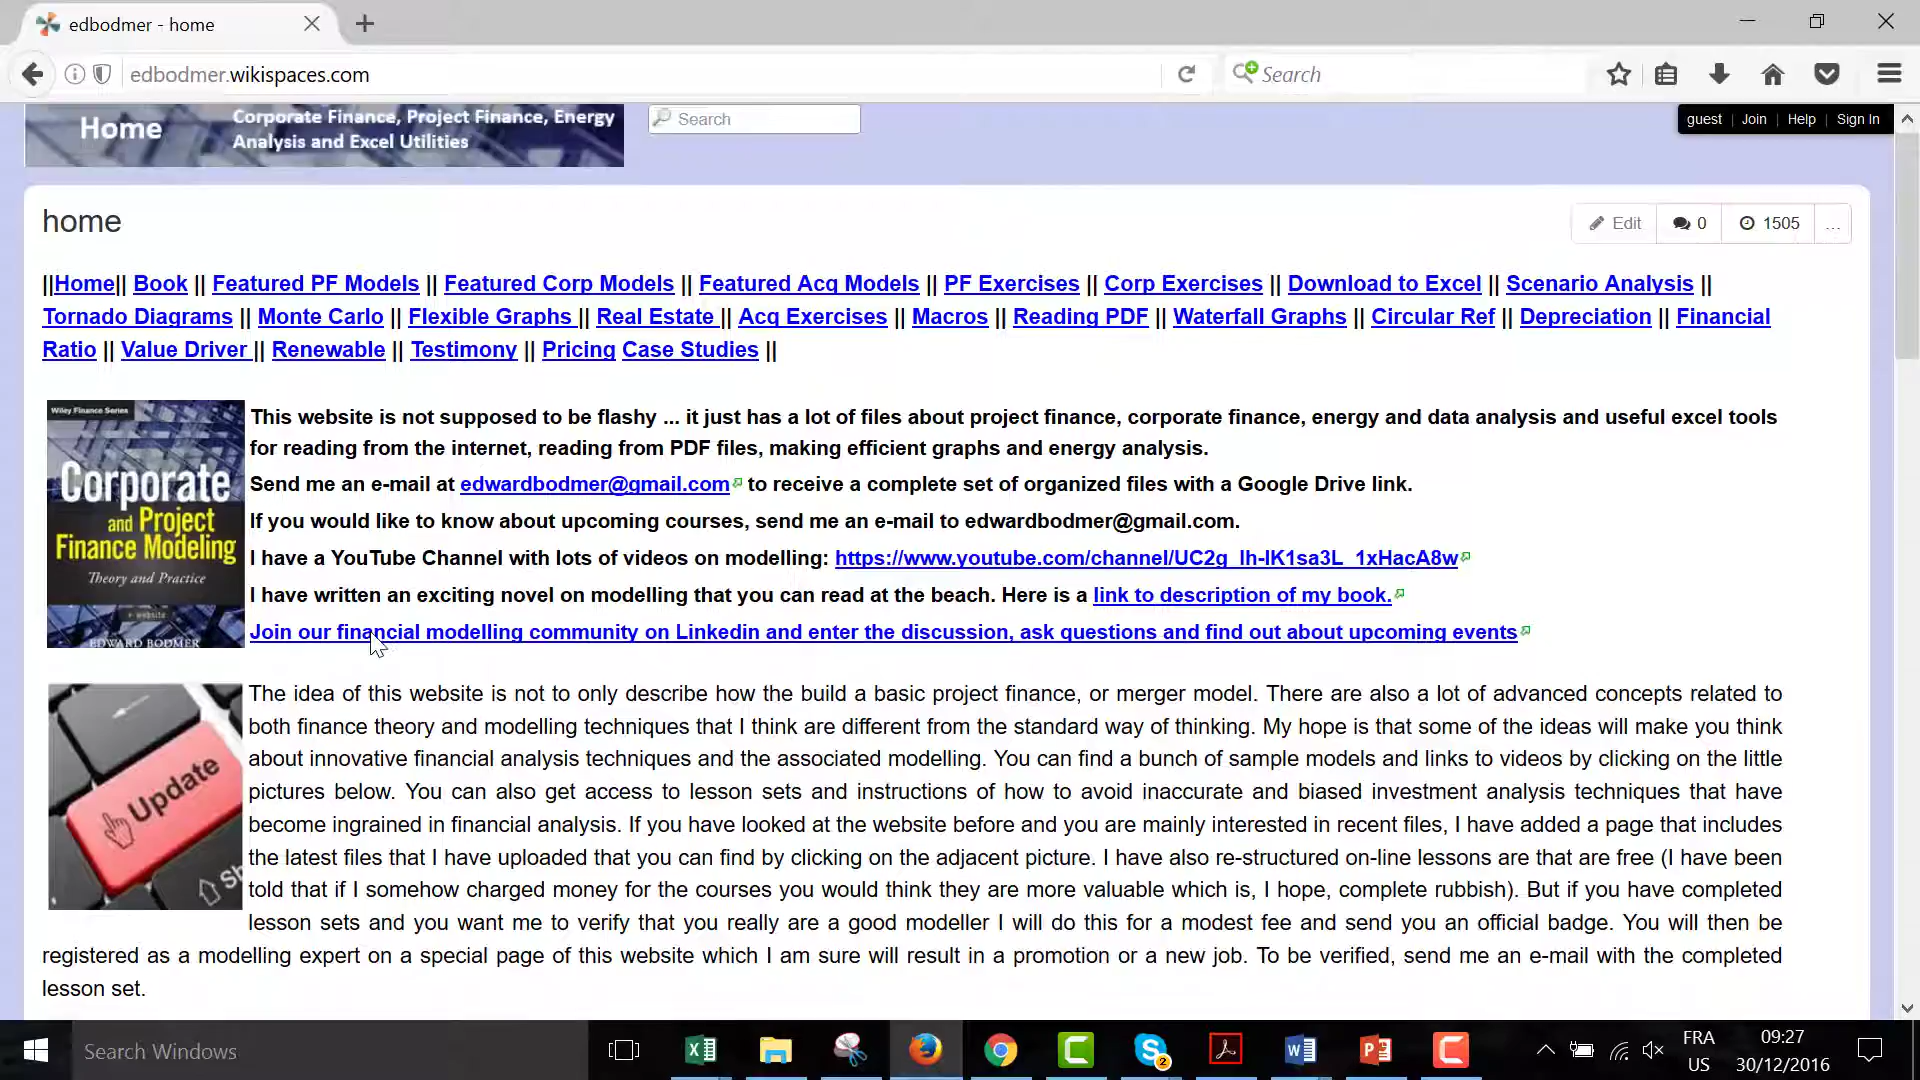 edbodmer - home
edbodmer.wikispaces.com
Search
Home
Corporate Finance, Project Finance, Energy
Analysis and Excel Utilities
Search
guest | Join | Help | Sign In
home
Edit
0
1505
...
||Home|| Book || Featured PF Models || Featured Corp Models || Featured Acq Models || PF Exercises || Corp Exercises || Download to Excel || Scenario Analysis ||
Tornado Diagrams || Monte Carlo || Flexible Graphs || Real Estate || Acq Exercises || Macros || Reading PDF || Waterfall Graphs || Circular Ref || Depreciation || Financial
Ratio || Value Driver || Renewable || Testimony || Pricing Case Studies ||
Wiley Finance Series
Corporate
and Project
Finance Modeling
Theory and Practice
+ website
EDWARD BODMER
This website is not supposed to be flashy ... it just has a lot of files about project finance, corporate finance, energy and data analysis and useful excel tools
for reading from the internet, reading from PDF files, making efficient graphs and energy analysis.
Send me an e-mail at edwardbodmer@gmail.com to receive a complete set of organized files with a Google Drive link.
If you would like to know about upcoming courses, send me an e-mail to edwardbodmer@gmail.com.
I have a YouTube Channel with lots of videos on modelling: https://www.youtube.com/channel/UC2g_Ih-IK1sa3L_1xHacA8w
I have written an exciting novel on modelling that you can read at the beach. Here is a link to description of my book.
Join our financial modelling community on Linkedin and enter the discussion, ask questions and find out about upcoming events
Update
Sh
The idea of this website is not to only describe how the build a basic project finance, or merger model. There are also a lot of advanced concepts related to
both finance theory and modelling techniques that I think are different from the standard way of thinking. My hope is that some of the ideas will make you think
about innovative financial analysis techniques and the associated modelling. You can find a bunch of sample models and links to videos by clicking on the little
pictures below. You can also get access to lesson sets and instructions of how to avoid inaccurate and biased investment analysis techniques that have
become ingrained in financial analysis. If you have looked at the website before and you are mainly interested in recent files, I have added a page that includes
the latest files that I have uploaded that you can find by clicking on the adjacent picture. I have also re-structured on-line lessons are that are free (I have been
told that if I somehow charged money for the courses you would think they are more valuable which is, I hope, complete rubbish). But if you have completed
lesson sets and you want me to verify that you really are a good modeller I will do this for a modest fee and send you an official badge. You will then be
registered as a modelling expert on a special page of this website which I am sure will result in a promotion or a new job. To be verified, send me an e-mail with the completed
lesson set.
Search Windows
2
FRA
US
09:27
30/12/2016